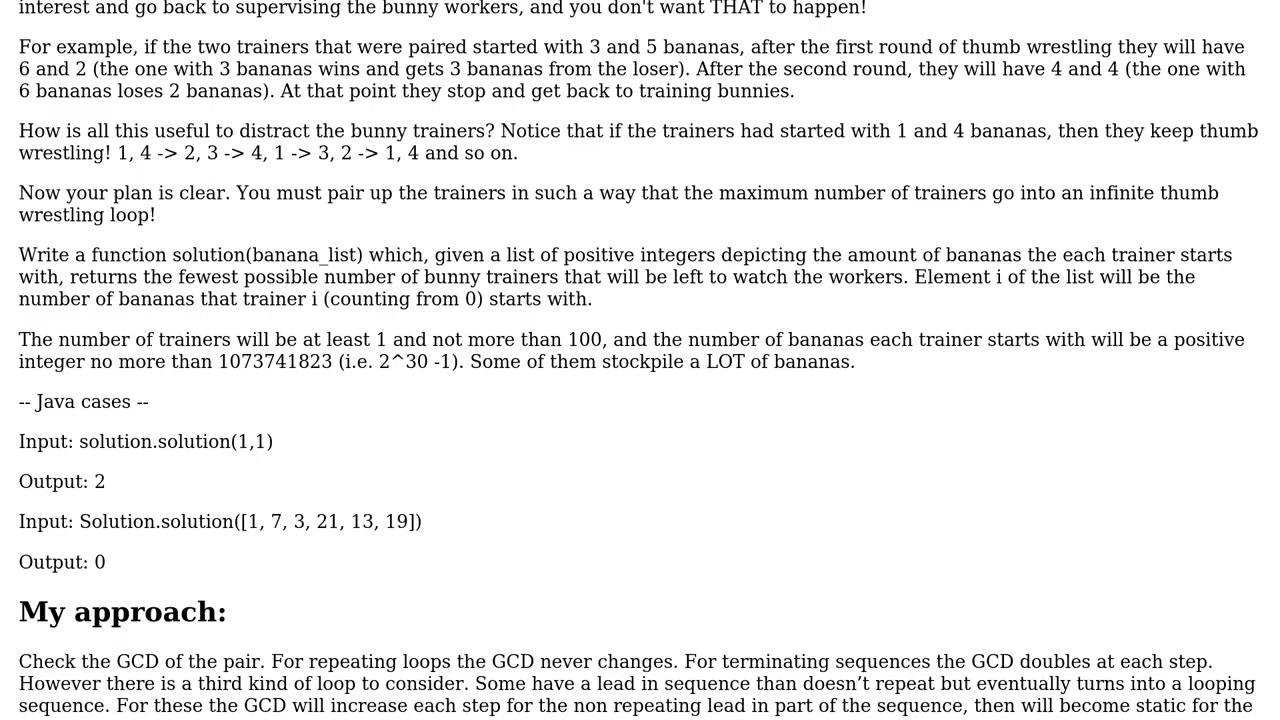 interest and go back to supervising the bunny workers, and you don't want THAT to happen!
For example, if the two trainers that were paired started with 3 and 5 bananas, after the first round of thumb wrestling they will have
6 and 2 (the one with 3 bananas wins and gets 3 bananas from the loser). After the second round, they will have 4 and 4 (the one with
6 bananas loses 2 bananas). At that point they stop and get back to training bunnies.
How is all this useful to distract the bunny trainers? Notice that if the trainers had started with 1 and 4 bananas, then they keep thumb
wrestling! 1, 4 -> 2, 3 -> 4, 1 -> 3, 2 -> 1, 4 and so on.
Now your plan is clear. You must pair up the trainers in such a way that the maximum number of trainers go into an infinite thumb
wrestling loop!
Write a function solution(banana_list) which, given a list of positive integers depicting the amount of bananas the each trainer starts
with, returns the fewest possible number of bunny trainers that will be left to watch the workers. Element i of the list will be the
number of bananas that trainer i (counting from 0) starts with.
The number of trainers will be at least 1 and not more than 100, and the number of bananas each trainer starts with will be a positive
integer no more than 1073741823 (i.e. 2^30 -1). Some of them stockpile a LOT of bananas.
-- Java cases --
Input: solution.solution(1,1)
Output: 2
Input: Solution.solution([1, 7, 3, 21, 13, 19])
Output: 0
My approach:
Check the GCD of the pair. For repeating loops the GCD never changes. For terminating sequences the GCD doubles at each step.
However there is a third kind of loop to consider. Some have a lead in sequence than doesn’t repeat but eventually turns into a looping
sequence. For these the GCD will increase each step for the non repeating lead in part of the sequence, then will become static for the